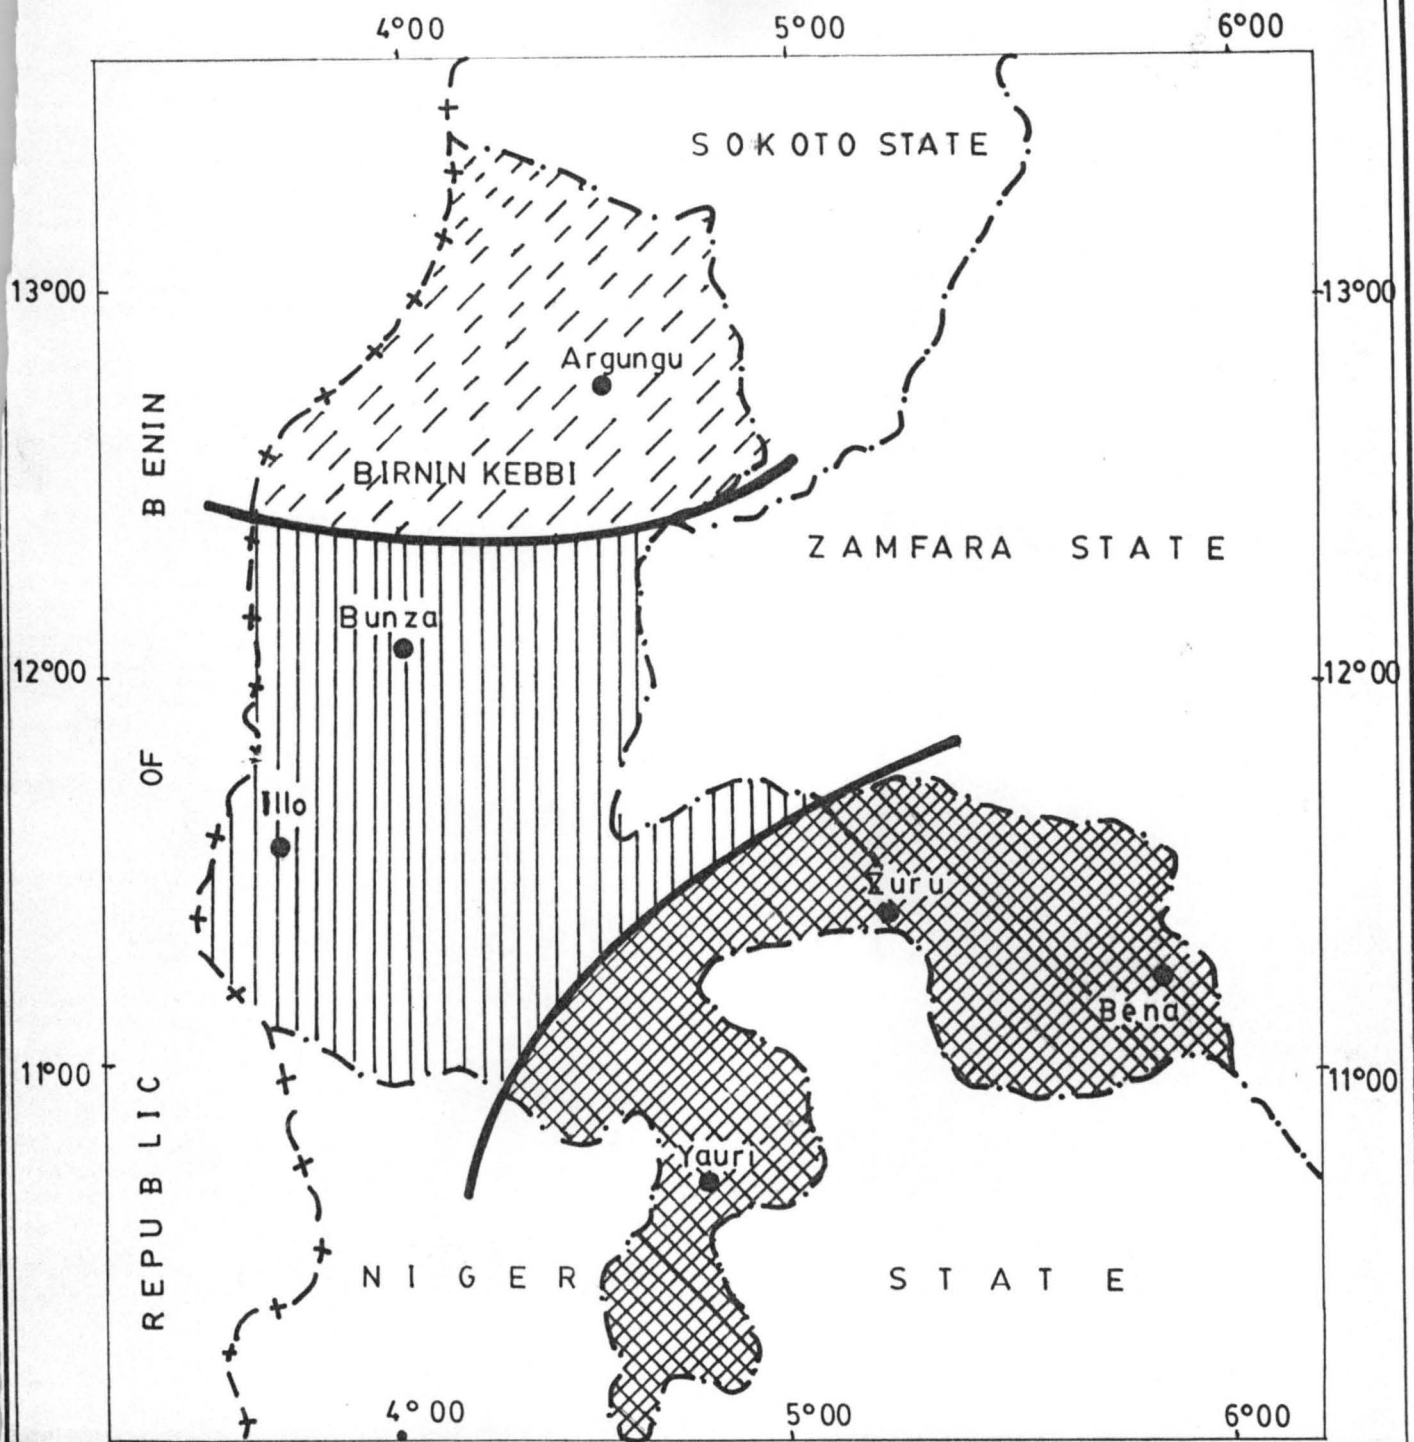 4°00 5°00 6°00
SOKOTO STATE
13°00 13°00
Argungu
BIRNIN KEBBI
ZAMFARA STATE
Bunza
12°00 12°00
Illo
Zuru
Bena
11°00 11°00
Yauri
NIGER STATE
REPUBLIC OF BENIN
4°00 5°00 6°00